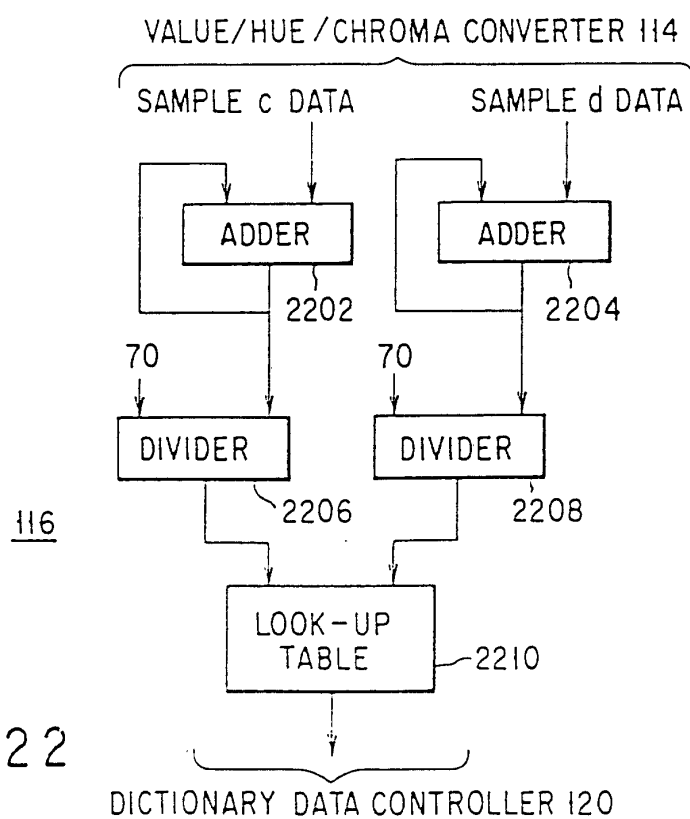 VALUE/HUE/CHROMA CONVERTER 114
SAMPLE c DATA
SAMPLE d DATA
ADDER
ADDER
2202
2204
70
70
DIVIDER
DIVIDER
2206
2208
116
LOOK-UP
TABLE
2210
22
DICTIONARY DATA CONTROLLER 120